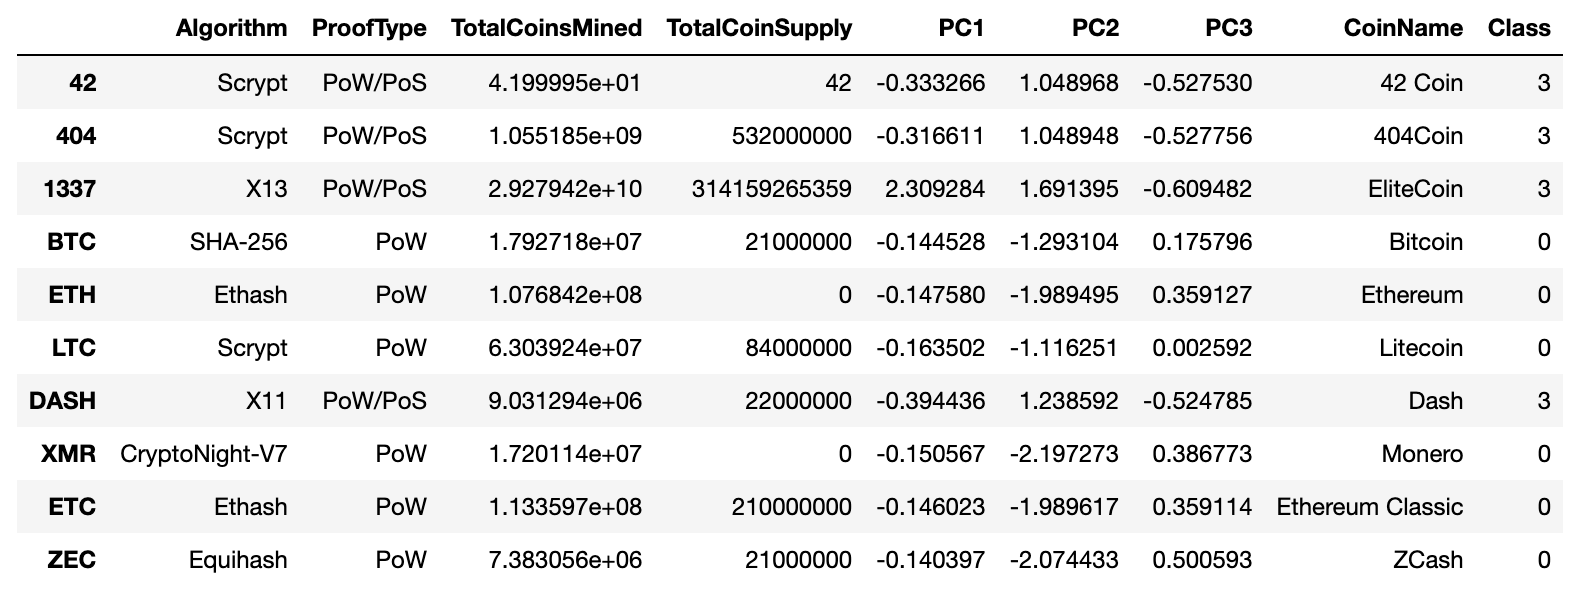 Algorithm ProofType TotalCoinsMined TotalCoinSupply PC1 PC2 PC3 CoinName Class
42 Scrypt PoW/PoS 4.199995e+01 42 -0.333266 1.048968 -0.527530 42 Coin 3
404 Scrypt PoW/PoS 1.055185e+09 532000000 -0.316611 1.048948 -0.527756 404Coin 3
1337 X13 PoW/PoS 2.927942e+10 314159265359 2.309284 1.691395 -0.609482 EliteCoin 3
BTC SHA-256 PoW 1.792718e+07 21000000 -0.144528 -1.293104 0.175796 Bitcoin 0
ETH Ethash PoW 1.076842e+08 0 -0.147580 -1.989495 0.359127 Ethereum 0
LTC Scrypt PoW 6.303924e+07 84000000 -0.163502 -1.116251 0.002592 Litecoin 0
DASH X11 PoW/PoS 9.031294e+06 22000000 -0.394436 1.238592 -0.524785 Dash 3
XMR CryptoNight-V7 PoW 1.720114e+07 0 -0.150567 -2.197273 0.386773 Monero 0
ETC Ethash PoW 1.133597e+08 210000000 -0.146023 -1.989617 0.359114 Ethereum Classic 0
ZEC Equihash PoW 7.383056e+06 21000000 -0.140397 -2.074433 0.500593 ZCash 0